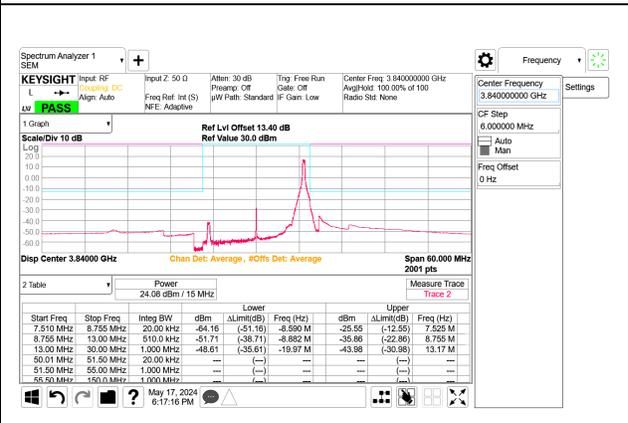 Spectrum Analyzer 1
SEM
+
Frequency
KEYSIGHT
Input: RF
Coupling: DC
Align: Auto
Input Z: 50 Ω
Freq Ref: Int (S)
NFE: Adaptive
Atten: 30 dB
Preamp: Off
µW Path: Standard
Trig: Free Run
Gate: Off
IF Gain: Low
Center Freq: 3.840000000 GHz
Avg|Hold: 100.00% of 100
Radio Std: None
L
LW PASS
Center Frequency
3.840000000 GHz
Settings
CF Step
6.000000 MHz
Auto
Man
Freq Offset
0 Hz
1 Graph
Scale/Div 10 dB
Ref Lvl Offset 13.40 dB
Ref Value 30.0 dBm
Log
20.0
10.0
0.00
-10.0
-20.0
-30.0
-40.0
-50.0
-60.0
Disp Center 3.84000 GHz
Chan Det: Average , #Offs Det: Average
Span 60.000 MHz
2001 pts
2 Table
Power
24.08 dBm / 15 MHz
Measure Trace
Trace 2
Lower Upper
Start Freq Stop Freq Integ BW dBm ΔLimit(dB) Freq (Hz) dBm ΔLimit(dB) Freq (Hz)
7.510 MHz 8.755 MHz 20.00 kHz -64.16 (-51.16) -8.590 M -25.55 (-12.55) 7.525 M
8.755 MHz 13.00 MHz 510.0 kHz -51.71 (-38.71) -8.882 M -35.86 (-22.86) 8.755 M
13.00 MHz 30.00 MHz 1.000 MHz -48.61 (-35.61) -19.97 M -43.98 (-30.98) 13.17 M
50.01 MHz 51.50 MHz 20.00 kHz --- (---) --- --- (---) ---
51.50 MHz 55.00 MHz 1.000 MHz --- (---) --- --- (---) ---
55.50 MHz 150.0 MHz 1.000 MHz --- (---) --- --- (---) ---
?
May 17, 2024
6:17:16 PM